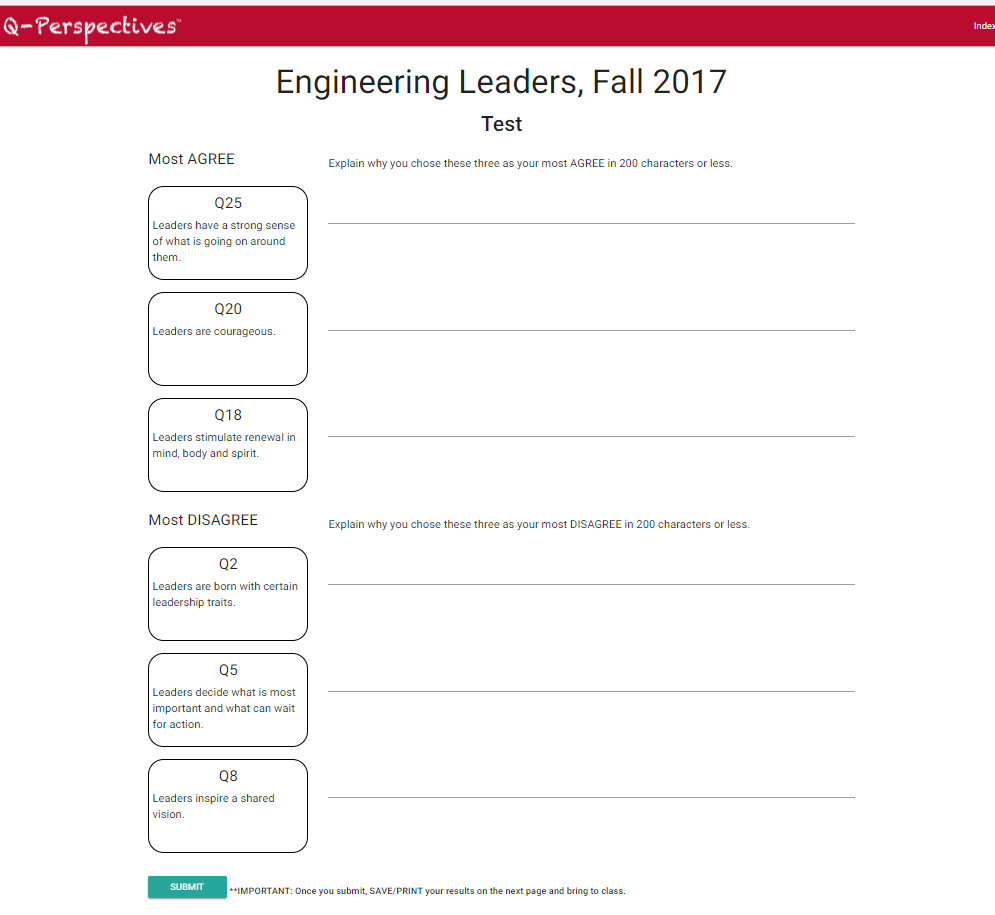 Q-Perspectives™
Index
Engineering Leaders, Fall 2017
Test
Most AGREE
Explain why you chose these three as your most AGREE in 200 characters or less.
Q25
Leaders have a strong sense
of what is going on around
them.
Q20
Leaders are courageous.
Q18
Leaders stimulate renewal in
mind, body and spirit.
Most DISAGREE
Explain why you chose these three as your most DISAGREE in 200 characters or less.
Q2
Leaders are born with certain
leadership traits.
Q5
Leaders decide what is most
important and what can wait
for action.
Q8
Leaders inspire a shared
vision.
SUBMIT
**IMPORTANT: Once you submit, SAVE/PRINT your results on the next page and bring to class.